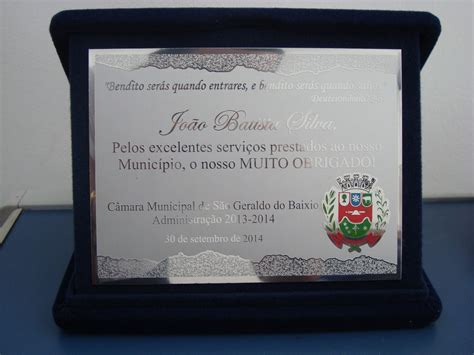 "Bendito serás quando entrares, e bendito serás quando saíres"
Deuteronômio
João Batista Silva,
Pelos excelentes serviços prestados ao nosso
Município, o nosso MUITO OBRIGADO!
Câmara Municipal de São Geraldo do Baixio
Administração 2013-2014
30 de setembro de 2014